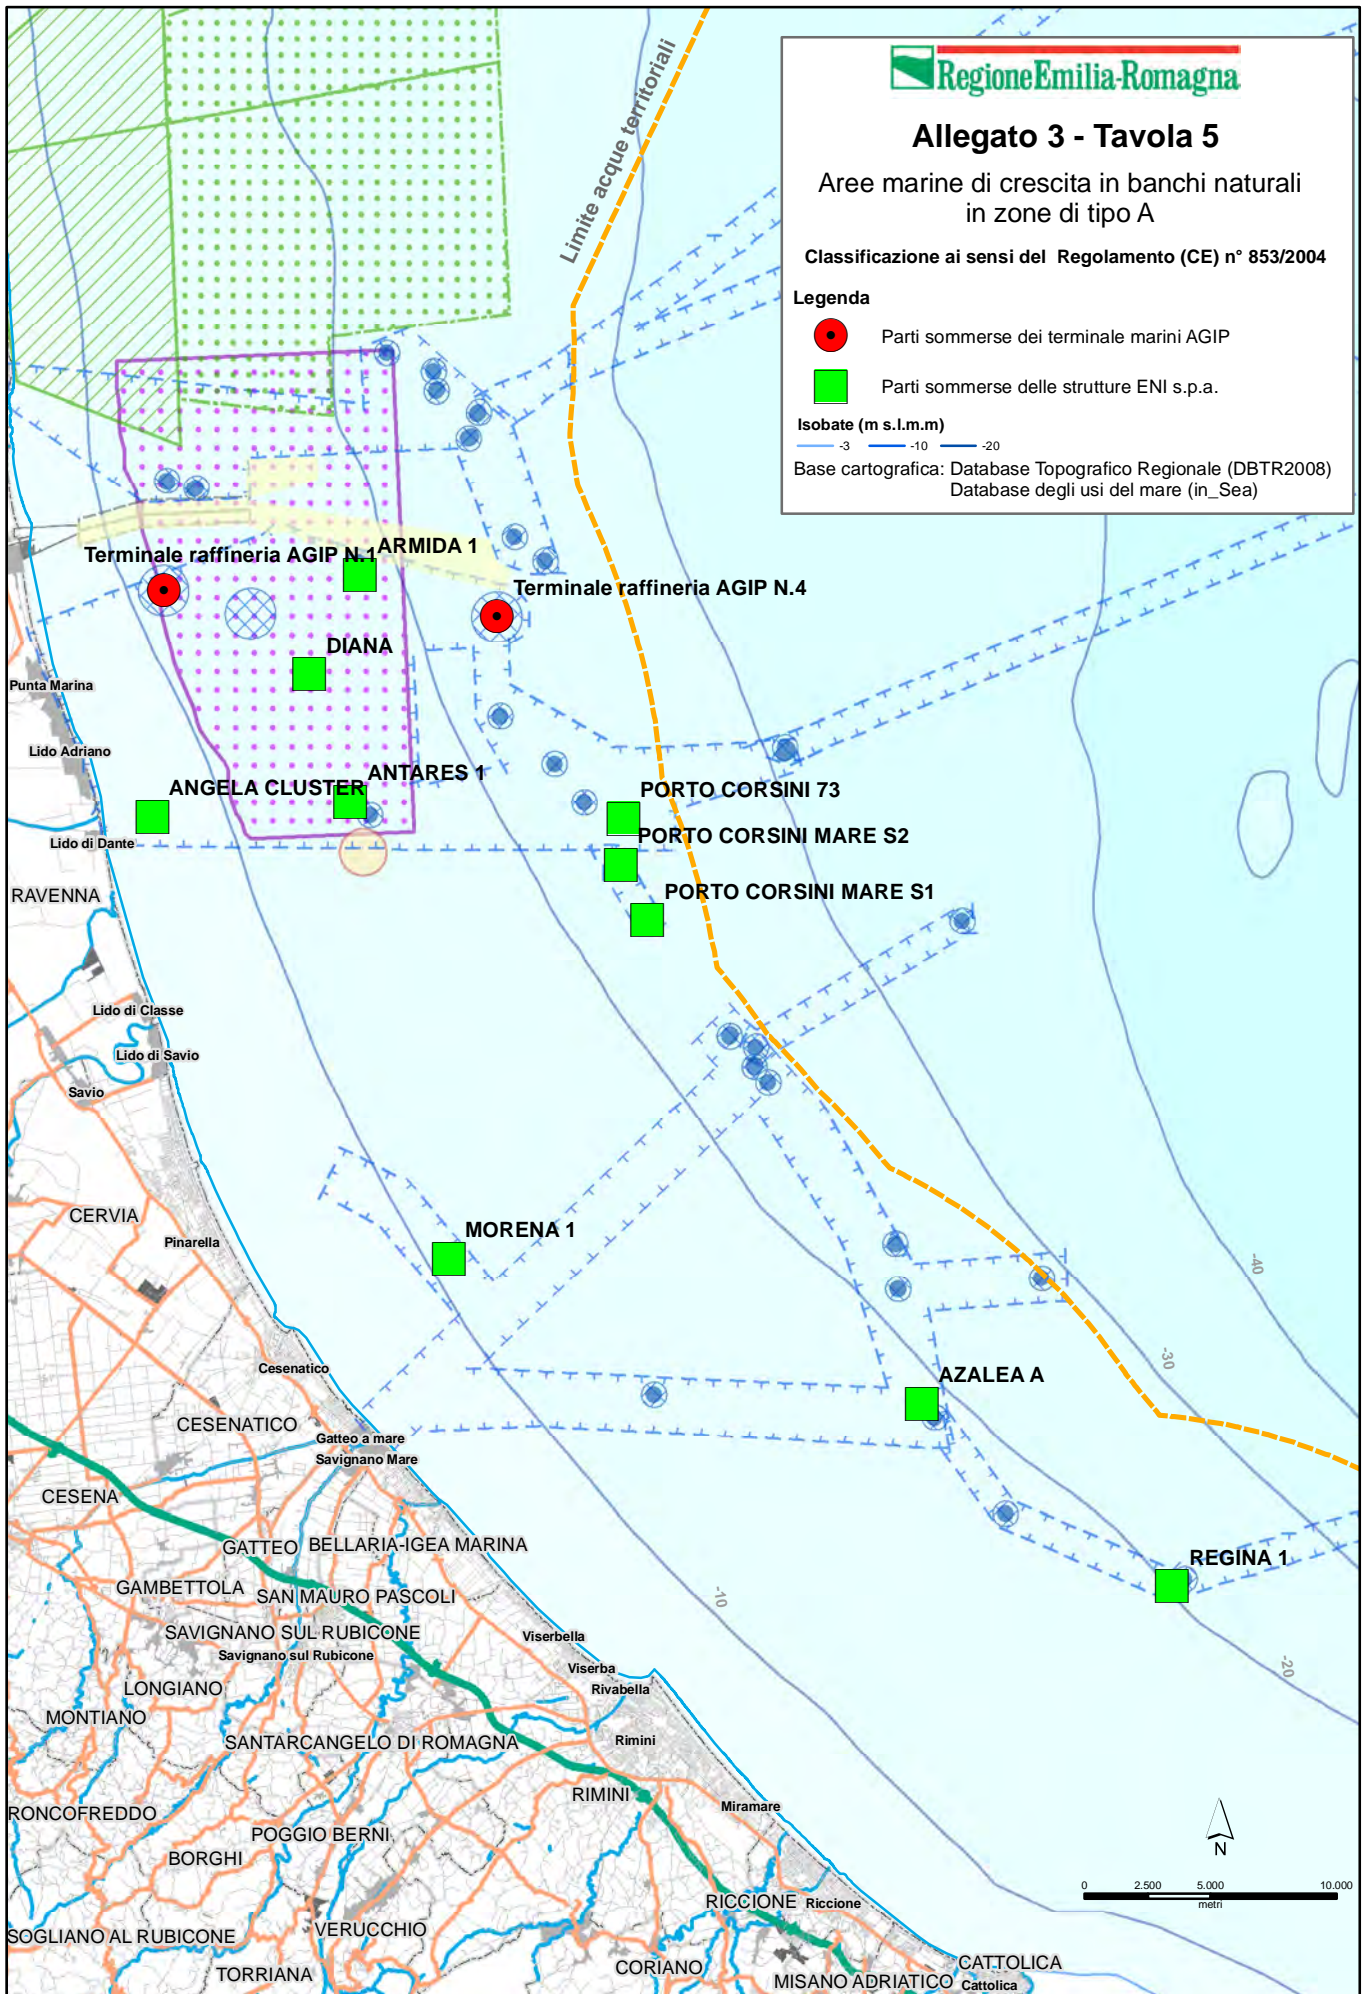 RegioneEmilia-Romagna
Allegato 3 - Tavola 5
Aree marine di crescita in banchi naturali
in zone di tipo A
Classificazione ai sensi del Regolamento (CE) n° 853/2004
Legenda
Parti sommerse dei terminale marini AGIP
Parti sommerse delle strutture ENI s.p.a.
Isobate (m s.l.m.m)
-3 -10 -20
Base cartografica: Database Topografico Regionale (DBTR2008)
Database degli usi del mare (in_Sea)
Limite acque territoriali
Terminale raffineria AGIP N.1
ARMIDA 1
Terminale raffineria AGIP N.4
DIANA
Punta Marina
Lido Adriano
ANGELA CLUSTER
ANTARES 1
PORTO CORSINI 73
PORTO CORSINI MARE S2
Lido di Dante
RAVENNA
PORTO CORSINI MARE S1
Lido di Classe
Lido di Savio
Savio
CERVIA
Pinarella
MORENA 1
-40
-30
Cesenatico
AZALEA A
CESENATICO
Gatteo a mare
Savignano Mare
CESENA
GATTEO
BELLARIA-IGEA MARINA
REGINA 1
GAMBETTOLA
SAN MAURO PASCOLI
-10
SAVIGNANO SUL RUBICONE
Savignano sul Rubicone
Viserbella
Viserba
-20
LONGIANO
Rivabella
MONTIANO
SANTARCANGELO DI ROMAGNA
Rimini
RIMINI
Miramare
RONCOFREDDO
POGGIO BERNI
BORGHI
N
0 2.500 5.000 10.000
metri
RICCIONE
Riccione
VERUCCHIO
SOGLIANO AL RUBICONE
TORRIANA
CORIANO
CATTOLICA
MISANO ADRIATICO
Cattolica